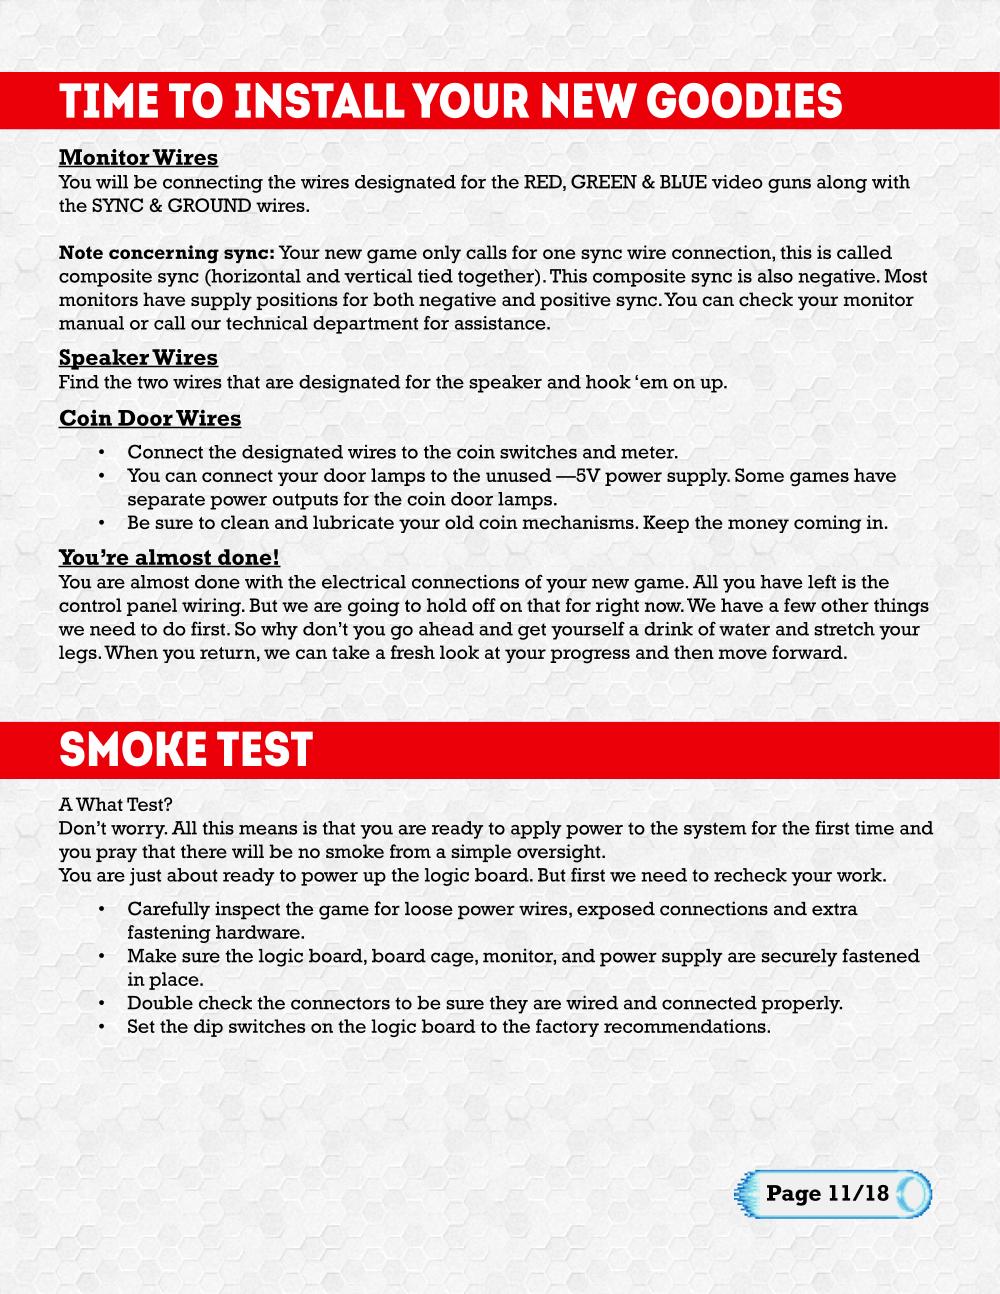 TIME TO INSTALL YOUR NEW GOODIES
Monitor Wires
You will be connecting the wires designated for the RED, GREEN & BLUE video guns along with
the SYNC & GROUND wires.
Note concerning sync: Your new game only calls for one sync wire connection, this is called
composite sync (horizontal and vertical tied together). This composite sync is also negative. Most
monitors have supply positions for both negative and positive sync. You can check your monitor
manual or call our technical department for assistance.
Speaker Wires
Find the two wires that are designated for the speaker and hook ‘em on up.
Coin Door Wires
• Connect the designated wires to the coin switches and meter.
• You can connect your door lamps to the unused —5V power supply. Some games have
separate power outputs for the coin door lamps.
• Be sure to clean and lubricate your old coin mechanisms. Keep the money coming in.
You’re almost done!
You are almost done with the electrical connections of your new game. All you have left is the
control panel wiring. But we are going to hold off on that for right now. We have a few other things
we need to do first. So why don’t you go ahead and get yourself a drink of water and stretch your
legs. When you return, we can take a fresh look at your progress and then move forward.
SMOKE TEST
A What Test?
Don’t worry. All this means is that you are ready to apply power to the system for the first time and
you pray that there will be no smoke from a simple oversight.
You are just about ready to power up the logic board. But first we need to recheck your work.
• Carefully inspect the game for loose power wires, exposed connections and extra
fastening hardware.
• Make sure the logic board, board cage, monitor, and power supply are securely fastened
in place.
• Double check the connectors to be sure they are wired and connected properly.
• Set the dip switches on the logic board to the factory recommendations.
Page 11/18